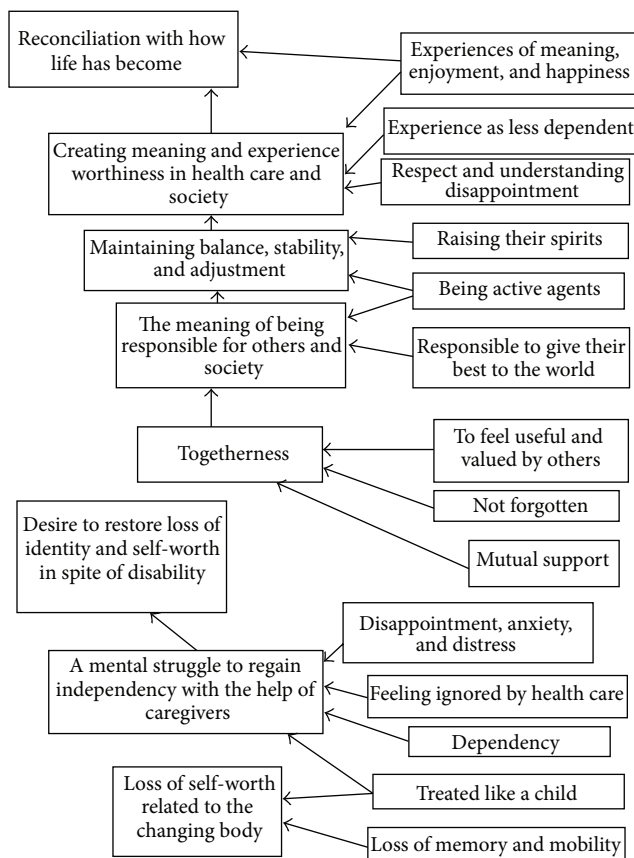 Reconciliation with how
life has become
Experiences of meaning,
enjoyment, and happiness
Experience as less dependent
Creating meaning and experience
worthiness in health care and
society
Respect and understanding
disappointment
Maintaining balance, stability,
and adjustment
Raising their spirits
Being active agents
The meaning of being
responsible for others and
society
Responsible to give their
best to the world
Togetherness
To feel useful and
valued by others
Not forgotten
Mutual support
Desire to restore loss of
identity and self-worth
in spite of disability
Disappointment, anxiety,
and distress
A mental struggle to regain
independency with the help of
caregivers
Feeling ignored by health care
Dependency
Loss of self-worth
related to the
changing body
Treated like a child
Loss of memory and mobility